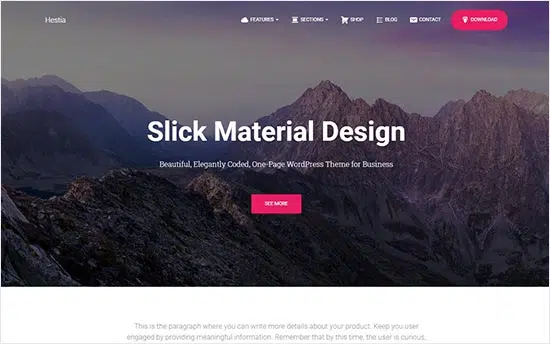 Hestia
FEATURES
SECTIONS
SHOP
BLOG
CONTACT
DOWNLOAD
Slick Material Design
Beautiful, Elegantly Coded, One-Page WordPress Theme for Business
SEE MORE
This is the paragraph where you can write more details about your product. Keep you user
engaged by providing meaningful information. Remember that by this time, the user is curious,